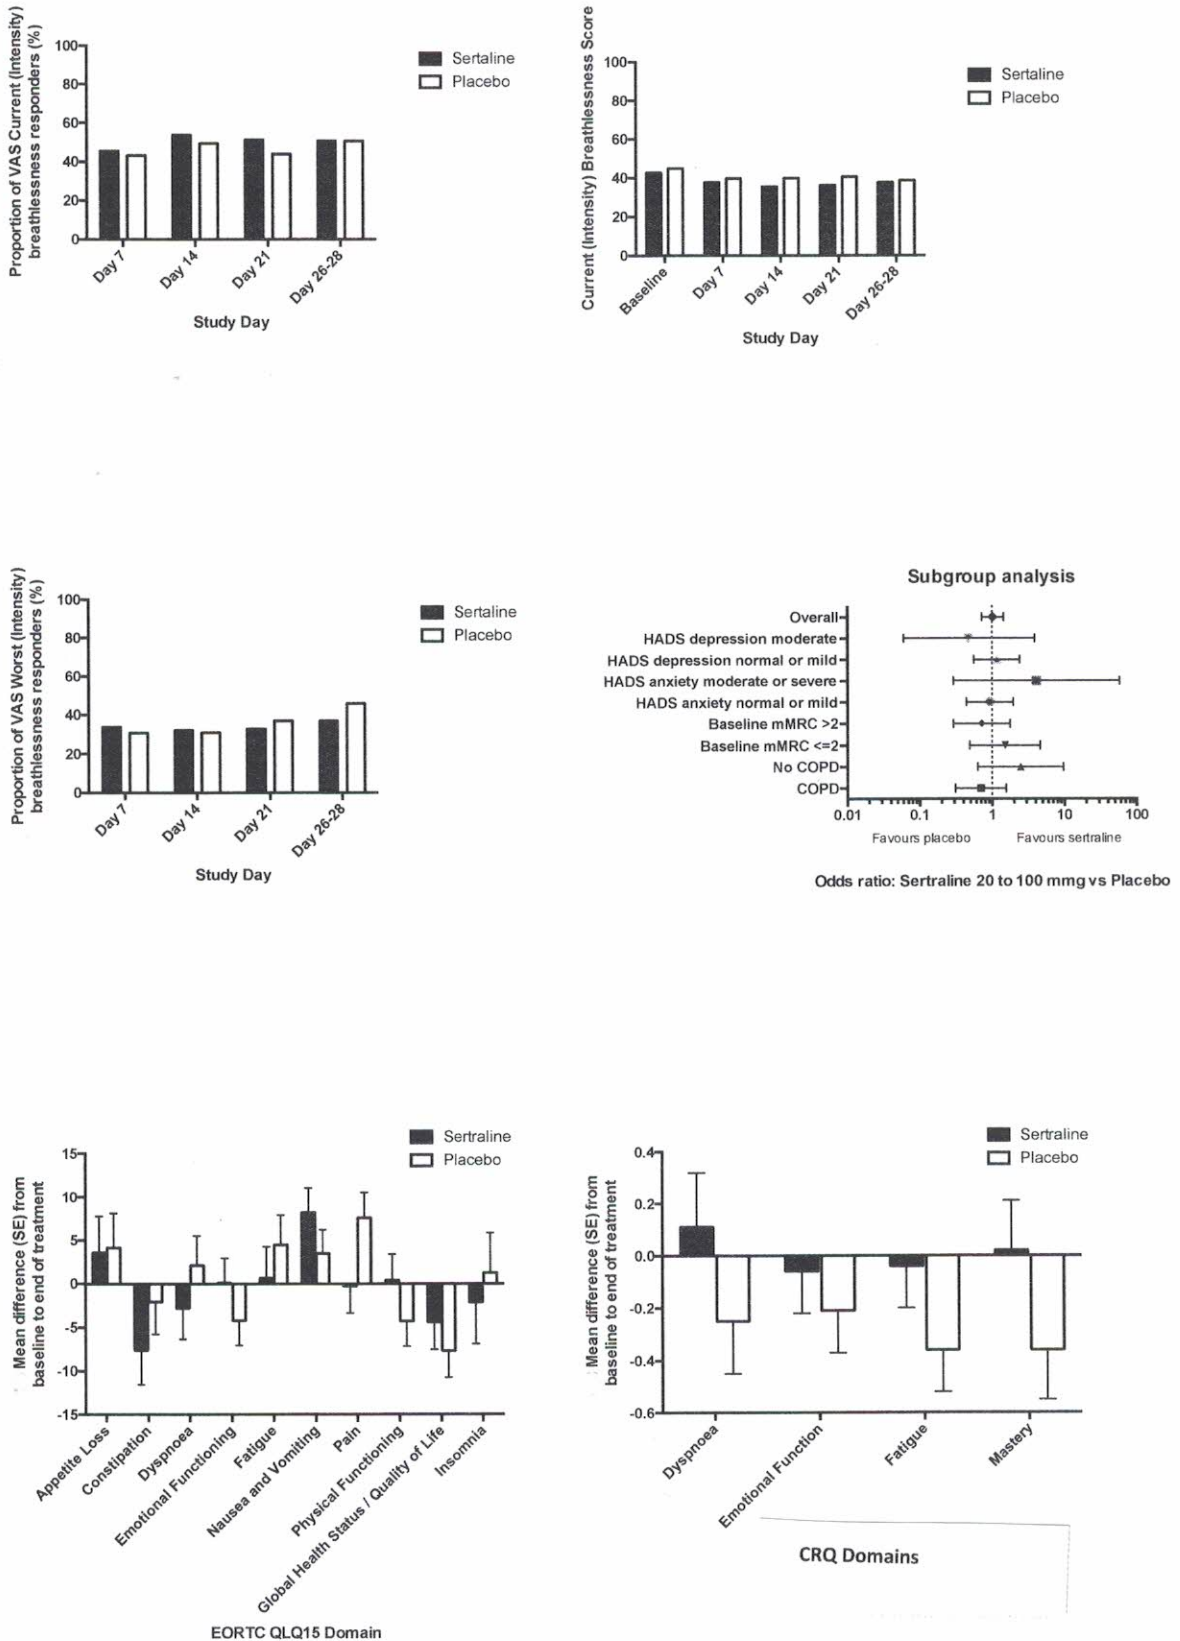 Proportion of VAS Current (Intensity)
breathlessness responders (%)
100
80
60
40
20
0
Sertaline
Placebo
Day 7
Day 14
Day 21
Day 26-28
Study Day
Current (Intensity) Breathlessness Score
100
80
60
40
20
0
Sertaline
Placebo
Baseline
Day 7
Day 14
Day 21
Day 26-28
Study Day
Proportion of VAS Worst (Intensity)
breathlessness responders (%)
100
80
60
40
20
0
Sertaline
Placebo
Day 7
Day 14
Day 21
Day 26-28
Study Day
Subgroup analysis
Overall
HADS depression moderate
HADS depression normal or mild
HADS anxiety moderate or severe
HADS anxiety normal or mild
Baseline mMRC >2
Baseline mMRC <=2
No COPD
COPD
0.01 0.1 1 10 100
Favours placebo Favours sertraline
Odds ratio: Sertraline 20 to 100 mmg vs Placebo
Mean difference (SE) from
baseline to end of treatment
15
10
5
0
-5
-10
-15
Sertraline
Placebo
Appetite Loss
Constipation
Dyspnoea
Emotional Functioning
Fatigue
Nausea and Vomiting
Pain
Physical Functioning
Global Health Status / Quality of Life
Insomnia
EORTC QLQ15 Domain
Mean difference (SE) from
baseline to end of treatment
0.4
0.2
0.0
-0.2
-0.4
-0.6
Sertraline
Placebo
Dyspnoea
Emotional Function
Fatigue
Mastery
CRQ Domains